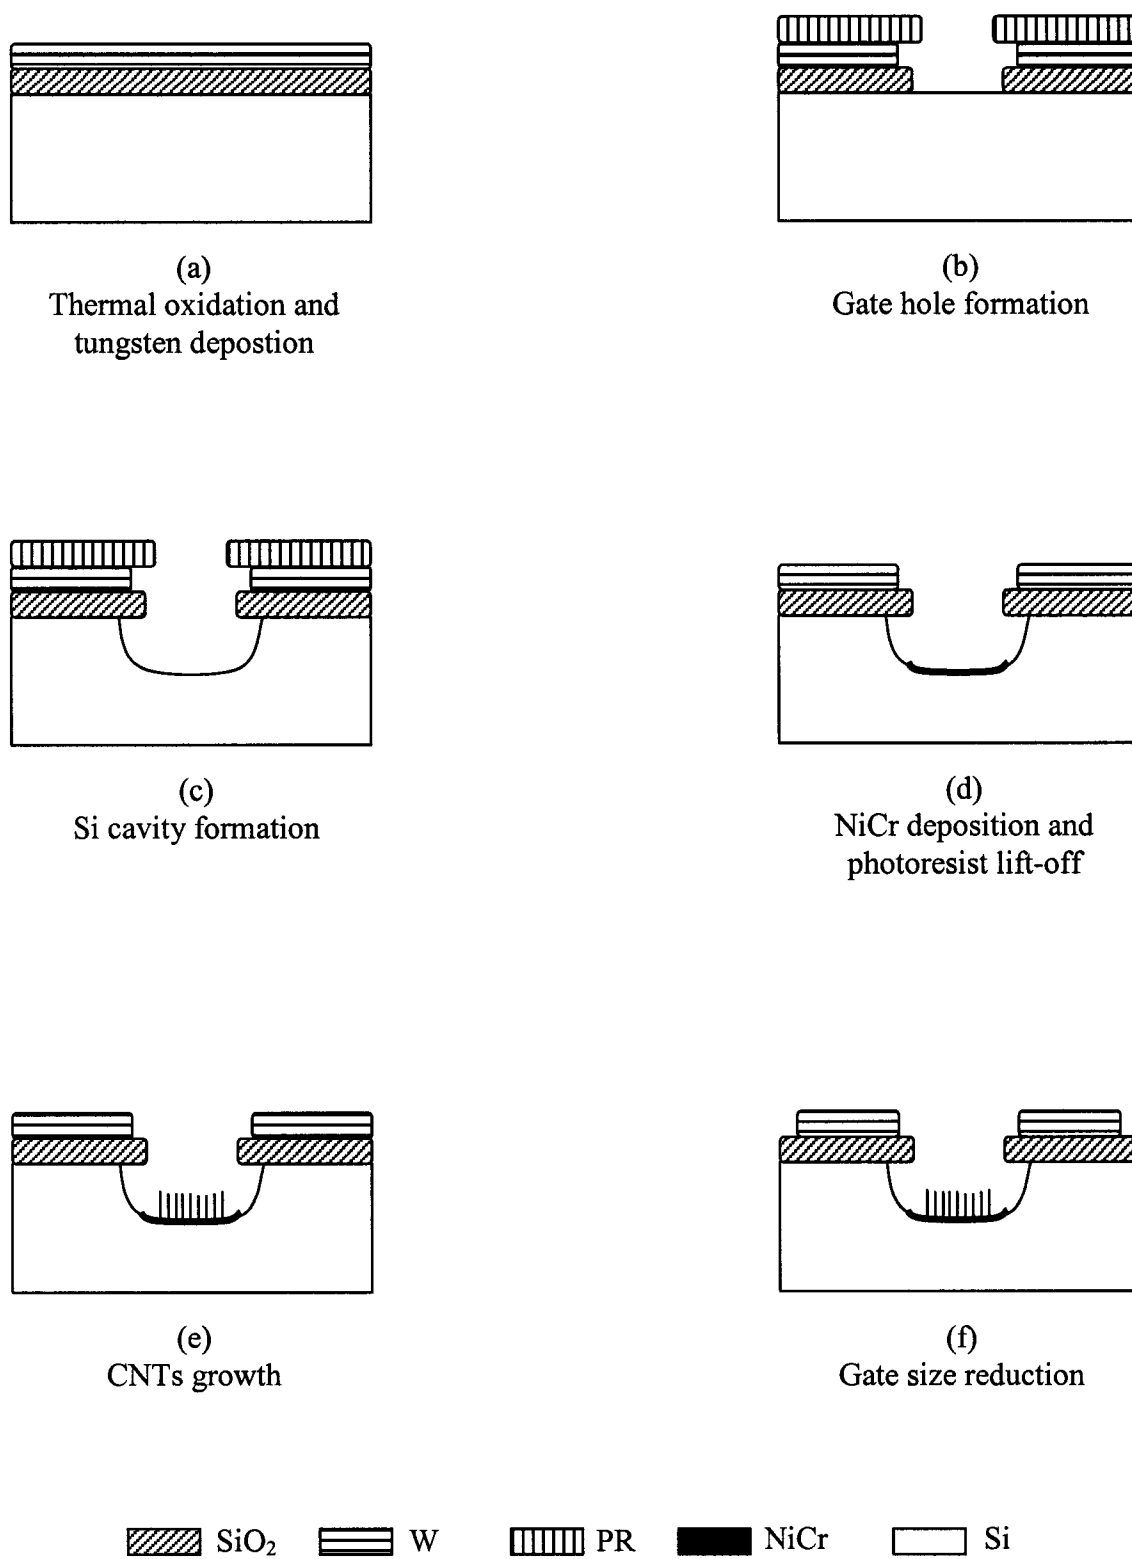 (a)
Thermal oxidation and
tungsten depostion
(b)
Gate hole formation
(c)
Si cavity formation
(d)
NiCr deposition and
photoresist lift-off
(e)
CNTs growth
(f)
Gate size reduction
SiO₂ W PR NiCr Si